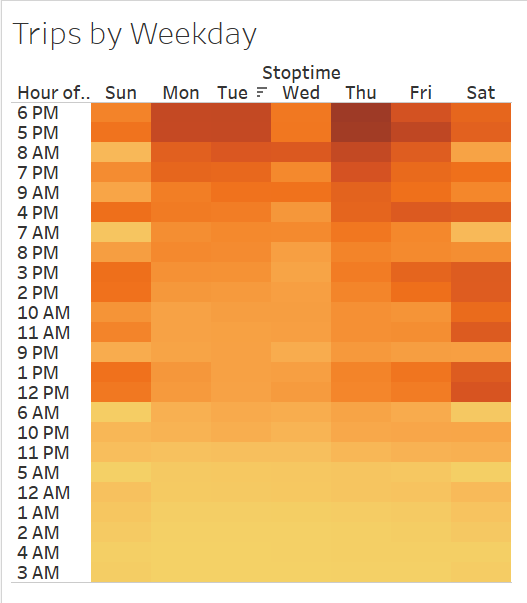 Trips by Weekday
Stoptime
Hour of.. Sun Mon Tue Wed Thu Fri Sat
6 PM
5 PM
8 AM
7 PM
9 AM
4 PM
7 AM
8 PM
3 PM
2 PM
10 AM
11 AM
9 PM
1 PM
12 PM
6 AM
10 PM
11 PM
5 AM
12 AM
1 AM
2 AM
4 AM
3 AM